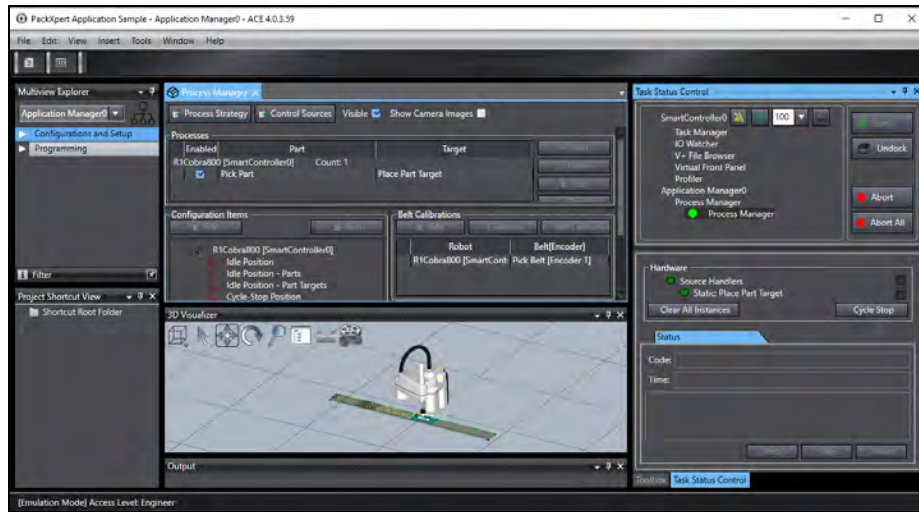 PackXpert Application Sample - Application Manager0 - ACE 4.0.3.59
File Edit View Insert Tools Window Help
Multiview Explorer
Application Manager0
Configurations and Setup
Programming
Filter
Project Shortcut View
Shortcut Root Folder
Process Manager
Process Strategy Control Sources Visible Show Camera Images
Processes
Enabled Part Target
R1Cobra800 [SmartController0] Count: 1
Pick Part Place Part Target
Configuration Items
R1Cobra800 [SmartController0]
Idle Position
Idle Position - Parts
Idle Position - Part Targets
Cycle-Stop Position
Belt Calibrations
Robot Belt[Encoder]
R1Cobra800 [SmartCont Pick Belt [Encoder 1]
3D Visualizer
Output
Task Status Control
SmartController0 100
Task Manager
IO Watcher
V+ File Browser
Virtual Front Panel
Profiler
Application Manager0
Process Manager
Process Manager
Undock
Abort
Abort All
Hardware
Source Handlers
Static: Place Part Target
Clear All Instances Cycle Stop
Status
Code:
Time:
Toolbox Task Status Control
[Emulation Mode] Access Level: Engineer